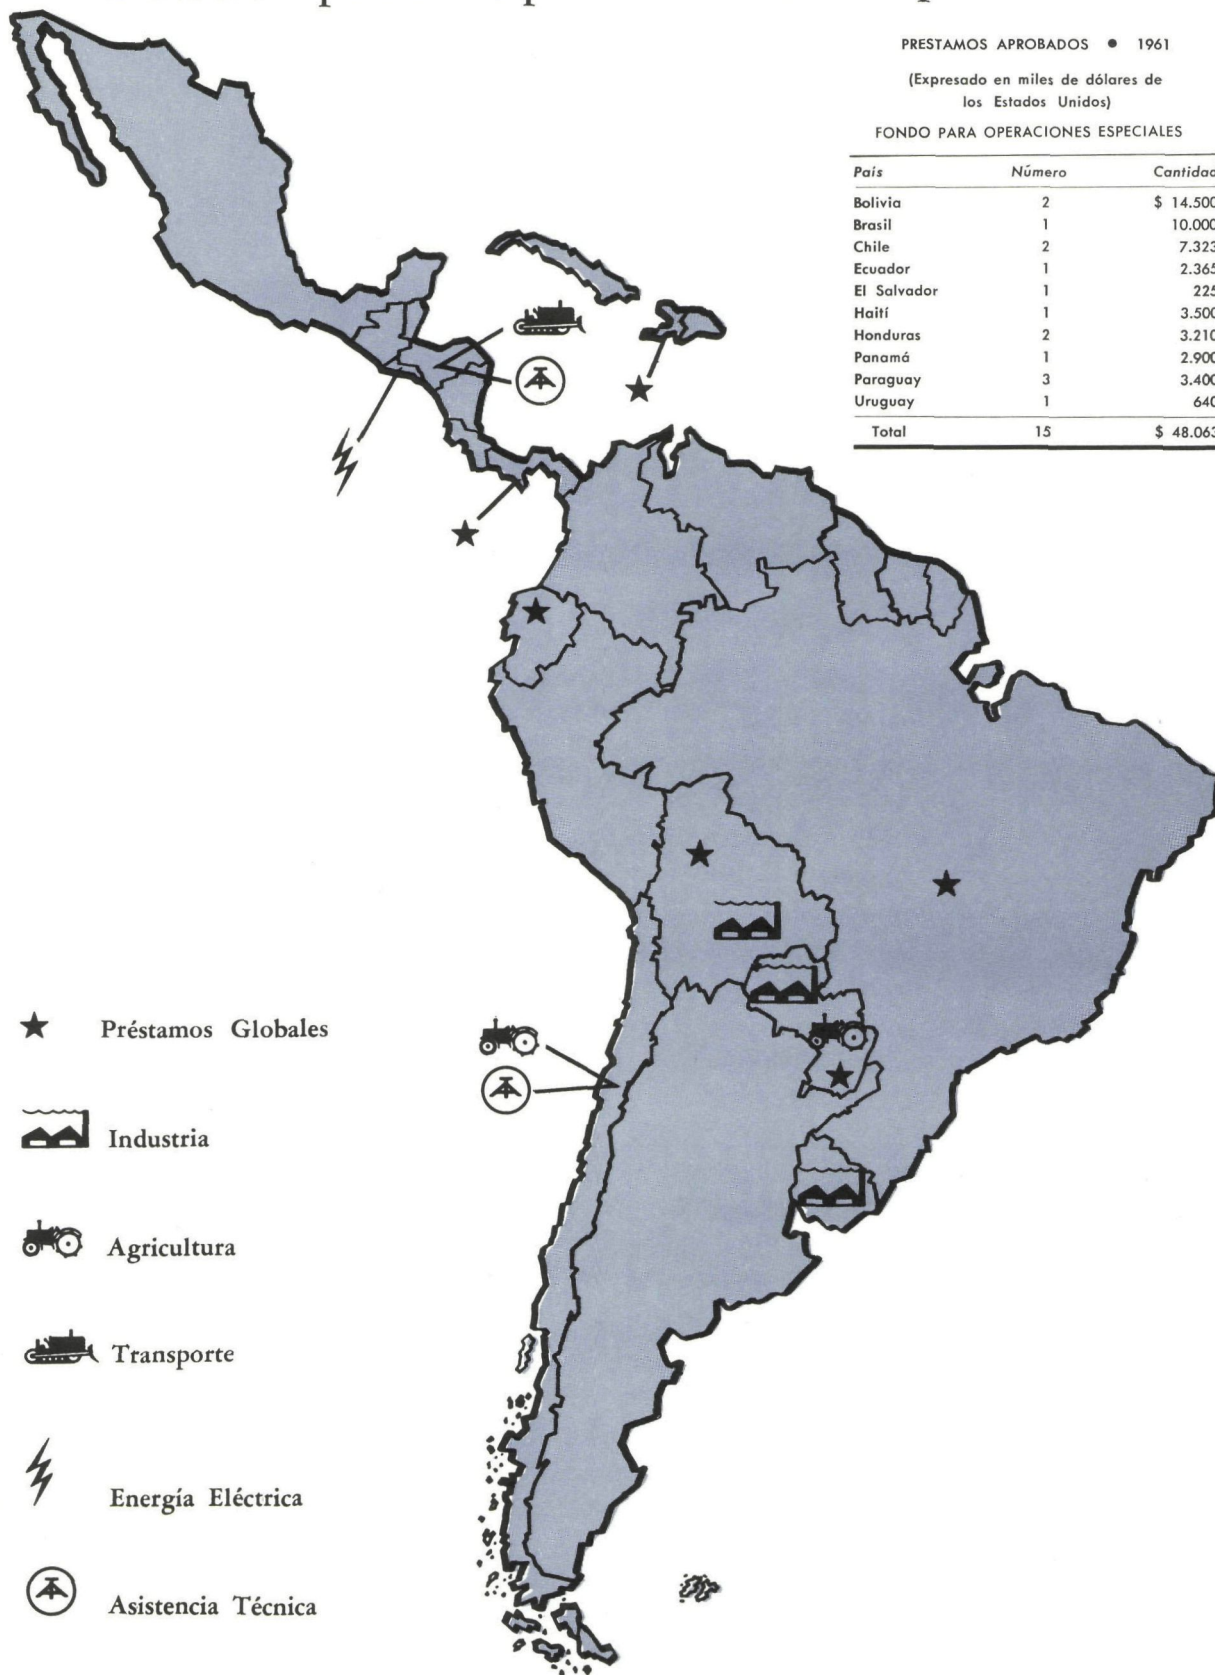 PRESTAMOS APROBADOS • 1961
(Expresado en miles de dólares de
los Estados Unidos)
FONDO PARA OPERACIONES ESPECIALES
País Número Cantidad
Bolivia 2 $ 14.500
Brasil 1 10.000
Chile 2 7.323
Ecuador 1 2.365
El Salvador 1 225
Haití 1 3.500
Honduras 2 3.210
Panamá 1 2.900
Paraguay 3 3.400
Uruguay 1 640
Total 15 $ 48.063
Préstamos Globales
Industria
Agricultura
Transporte
Energía Eléctrica
Asistencia Técnica